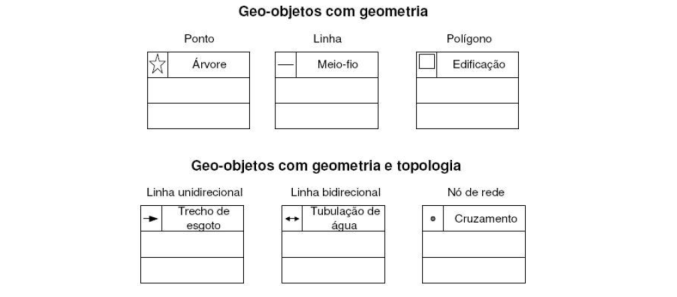 Geo-objetos com geometria
Ponto Linha Polígono
Árvore Meio-fio Edificação
Geo-objetos com geometria e topologia
Linha unidirecional Linha bidirecional Nó de rede
Trecho de esgoto Tubulação de água Cruzamento